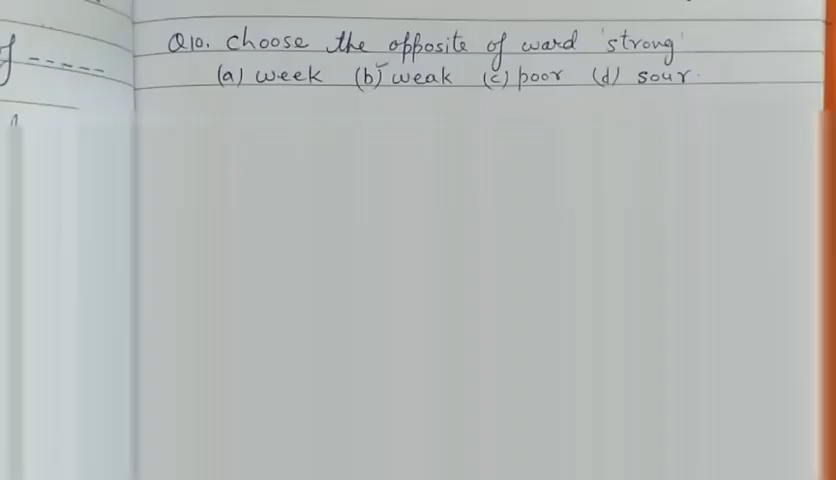 Q10. choose the opposite of ward 'strong'
(a) week (b) weak (c) poor (d) sour.